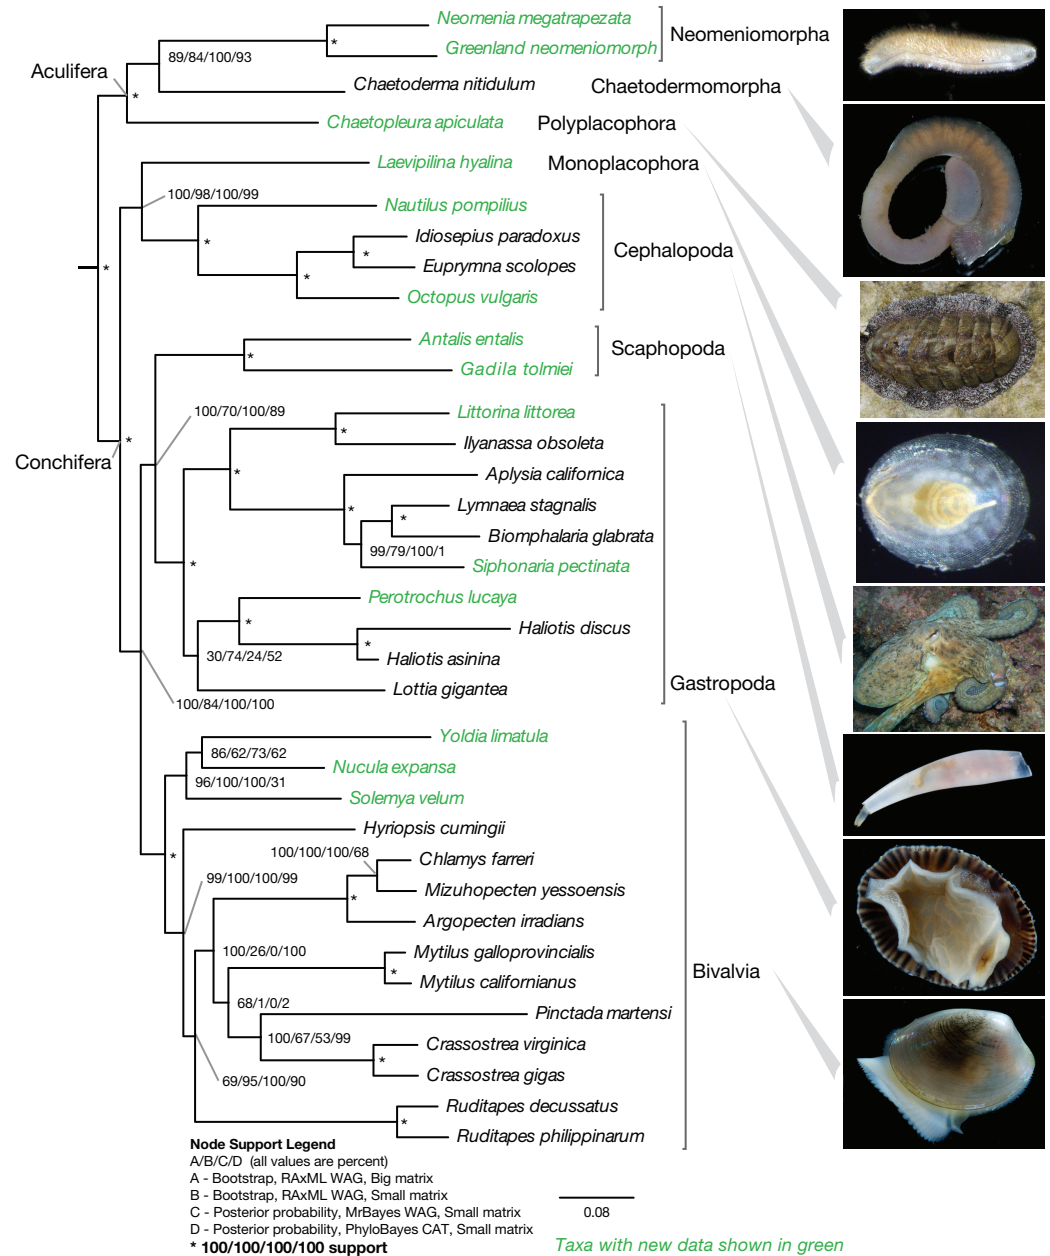 Neomenia megatrapezata
Greenland neomeniomorph
Neomeniomorpha
89/84/100/93
*
Aculifera
*
Chaetoderma nitidulum
Chaetodermomorpha
Chaetopleura apiculata
Polyplacophora
Laevipilina hyalina
Monoplacophora
100/98/100/99
Nautilus pompilius
*
Idiosepius paradoxus
*
Euprymna scolopes
*
Octopus vulgaris
Cephalopoda
*
Antalis entalis
*
Gadila tolmiei
Scaphopoda
100/70/100/89
Littorina littorea
*
Ilyanassa obsoleta
*
Conchifera
*
Aplysia californica
*
Lymnaea stagnalis
*
Biomphalaria glabrata
99/79/100/1
Siphonaria pectinata
*
Perotrochus lucaya
*
Haliotis discus
*
Haliotis asinina
30/74/24/52
Lottia gigantea
Gastropoda
100/84/100/100
Yoldia limatula
86/62/73/62
Nucula expansa
96/100/100/31
Solemya velum
Hyriopsis cumingii
*
100/100/100/68
Chlamys farreri
99/100/100/99
Mizuhopecten yessoensis
*
Argopecten irradians
100/26/0/100
Mytilus galloprovincialis
*
Mytilus californianus
Bivalvia
68/1/0/2
Pinctada martensi
100/67/53/99
Crassostrea virginica
*
Crassostrea gigas
69/95/100/90
Ruditapes decussatus
*
Ruditapes philippinarum
Node Support Legend
A/B/C/D (all values are percent)
A - Bootstrap, RAxML WAG, Big matrix
B - Bootstrap, RAxML WAG, Small matrix
C - Posterior probability, MrBayes WAG, Small matrix
D - Posterior probability, PhyloBayes CAT, Small matrix
* 100/100/100/100 support
0.08
Taxa with new data shown in green